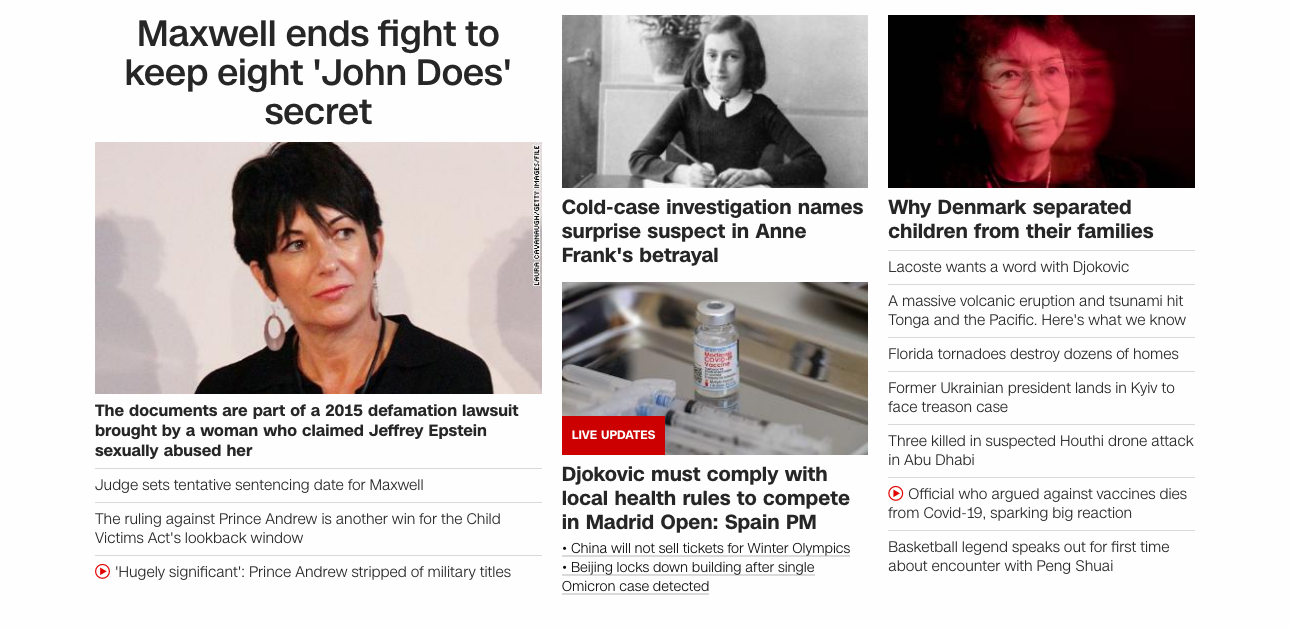 Maxwell ends fight to
keep eight 'John Does'
secret
LAURA CAVANAUGH/GETTY IMAGES/FILE
The documents are part of a 2015 defamation lawsuit
brought by a woman who claimed Jeffrey Epstein
sexually abused her
Judge sets tentative sentencing date for Maxwell
The ruling against Prince Andrew is another win for the Child
Victims Act's lookback window
'Hugely significant': Prince Andrew stripped of military titles
Cold-case investigation names
surprise suspect in Anne
Frank's betrayal
COVID-19
Vaccine
LIVE UPDATES
Djokovic must comply with
local health rules to compete
in Madrid Open: Spain PM
• China will not sell tickets for Winter Olympics
• Beijing locks down building after single
Omicron case detected
Why Denmark separated
children from their families
Lacoste wants a word with Djokovic
A massive volcanic eruption and tsunami hit
Tonga and the Pacific. Here's what we know
Florida tornadoes destroy dozens of homes
Former Ukrainian president lands in Kyiv to
face treason case
Three killed in suspected Houthi drone attack
in Abu Dhabi
Official who argued against vaccines dies
from Covid-19, sparking big reaction
Basketball legend speaks out for first time
about encounter with Peng Shuai